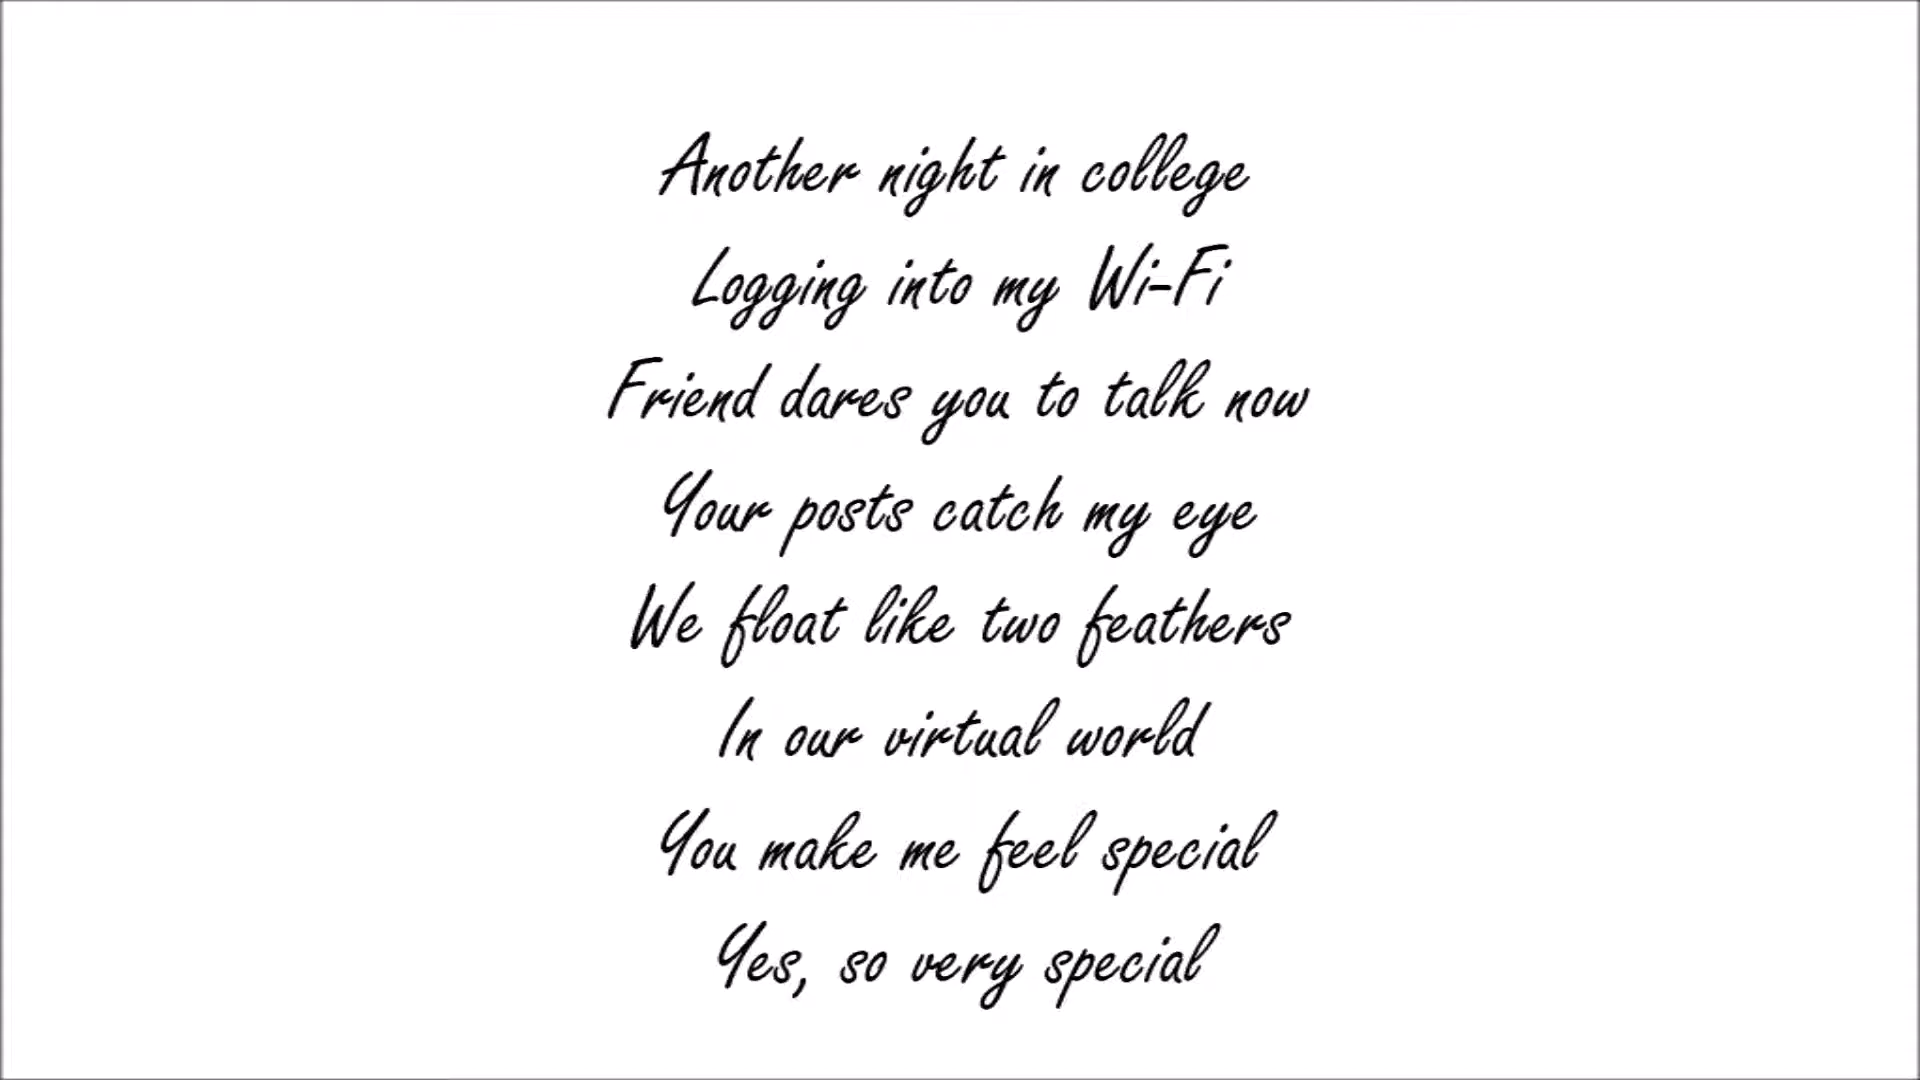 Another night in college
Logging into my Wi-Fi
Friend dares you to talk now
Your posts catch my eye
We float like two feathers
In our virtual world
You make me feel special
Yes, so very special